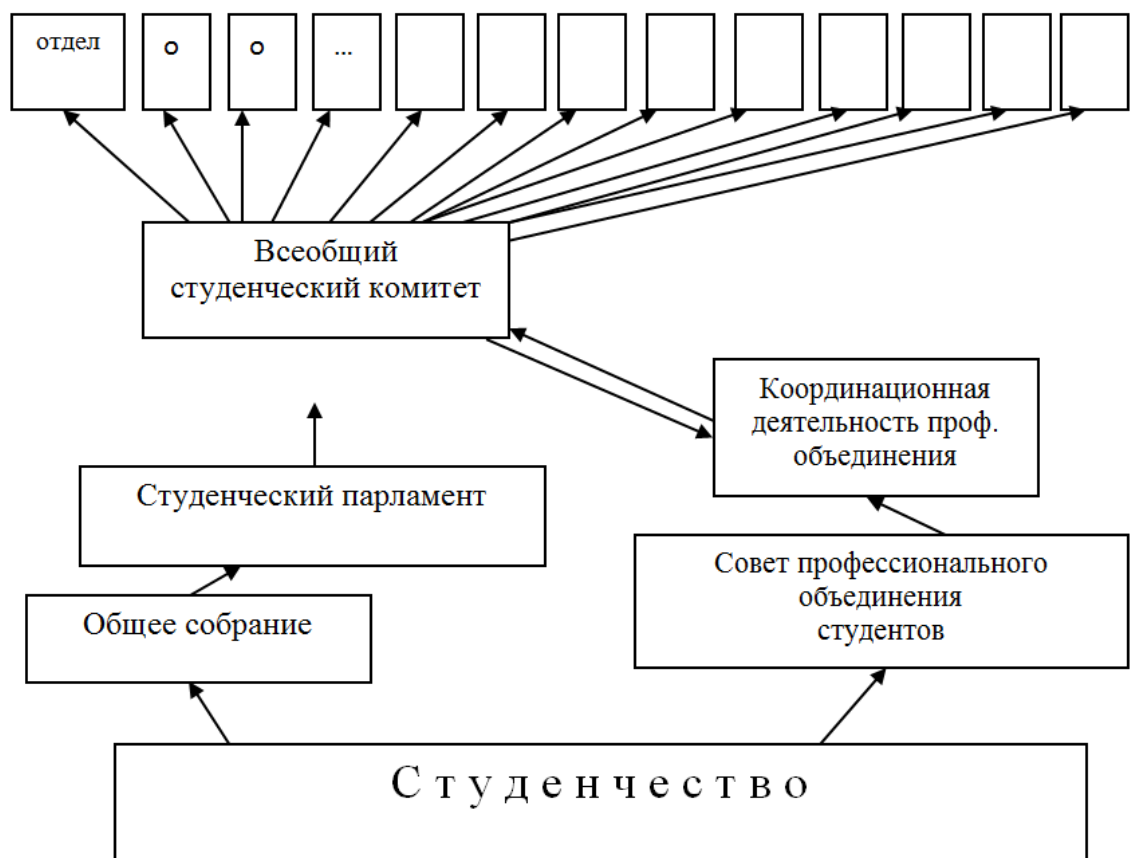 отдел
о
о
...
Всеобщий
студенческий комитет
Координационная
деятельность проф.
объединения
Студенческий парламент
Совет профессионального
объединения
студентов
Общее собрание
С т у д е н ч е с т в о